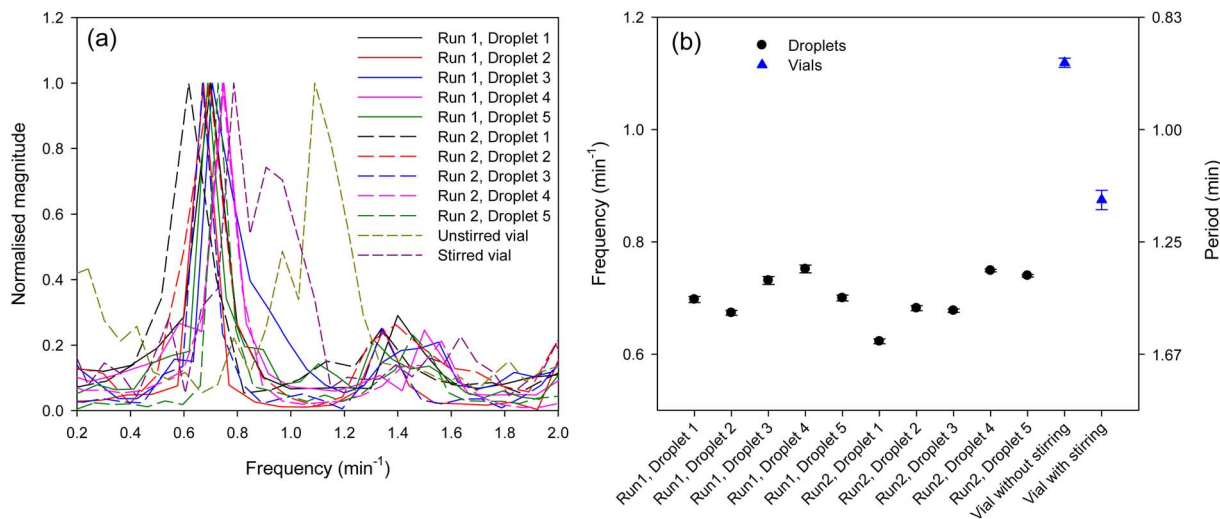 (a)
Run 1, Droplet 1
Run 1, Droplet 2
Run 1, Droplet 3
Run 1, Droplet 4
Run 1, Droplet 5
Run 2, Droplet 1
Run 2, Droplet 2
Run 2, Droplet 3
Run 2, Droplet 4
Run 2, Droplet 5
Unstirred vial
Stirred vial
Normalised magnitude
1.2
1.0
0.8
0.6
0.4
0.2
0.0
0.2 0.4 0.6 0.8 1.0 1.2 1.4 1.6 1.8 2.0
Frequency (min⁻¹)
(b)
Droplets
Vials
Frequency (min⁻¹)
1.2
1.0
0.8
0.6
0.83
1.00
1.25
1.67
Period (min)
Run1, Droplet 1
Run1, Droplet 2
Run1, Droplet 3
Run1, Droplet 4
Run1, Droplet 5
Run2, Droplet 1
Run2, Droplet 2
Run2, Droplet 3
Run2, Droplet 4
Run2, Droplet 5
Vial without stirring
Vial with stirring